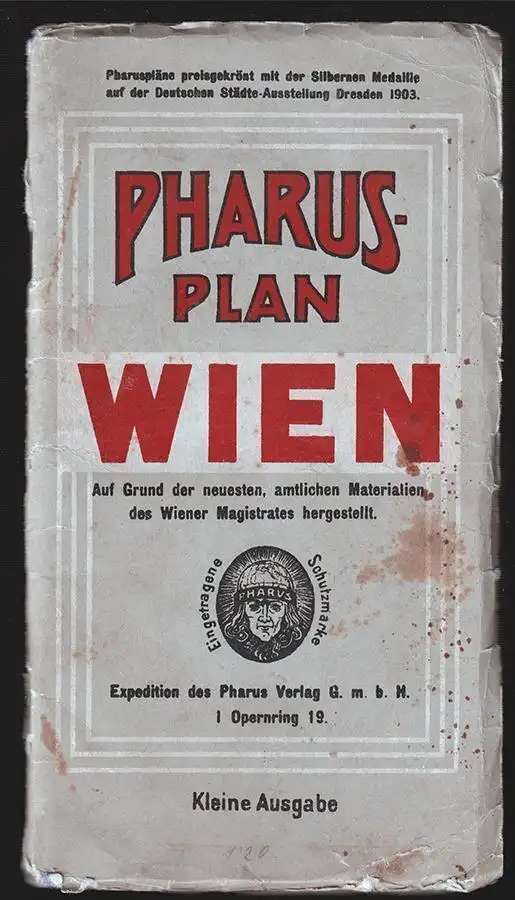 Pharuspläne preisgekrönt mit der Silbernen Medaille
auf der Deutschen Städte-Ausstellung Dresden 1903.
PHARUS-
PLAN
WIEN
Auf Grund der neuesten, amtlichen Materialien
des Wiener Magistrates hergestellt.
Eingetragene
PHARUS
Schutzmarke
Expedition des Pharus Verlag G. m. b. H.
I Opernring 19.
Kleine Ausgabe